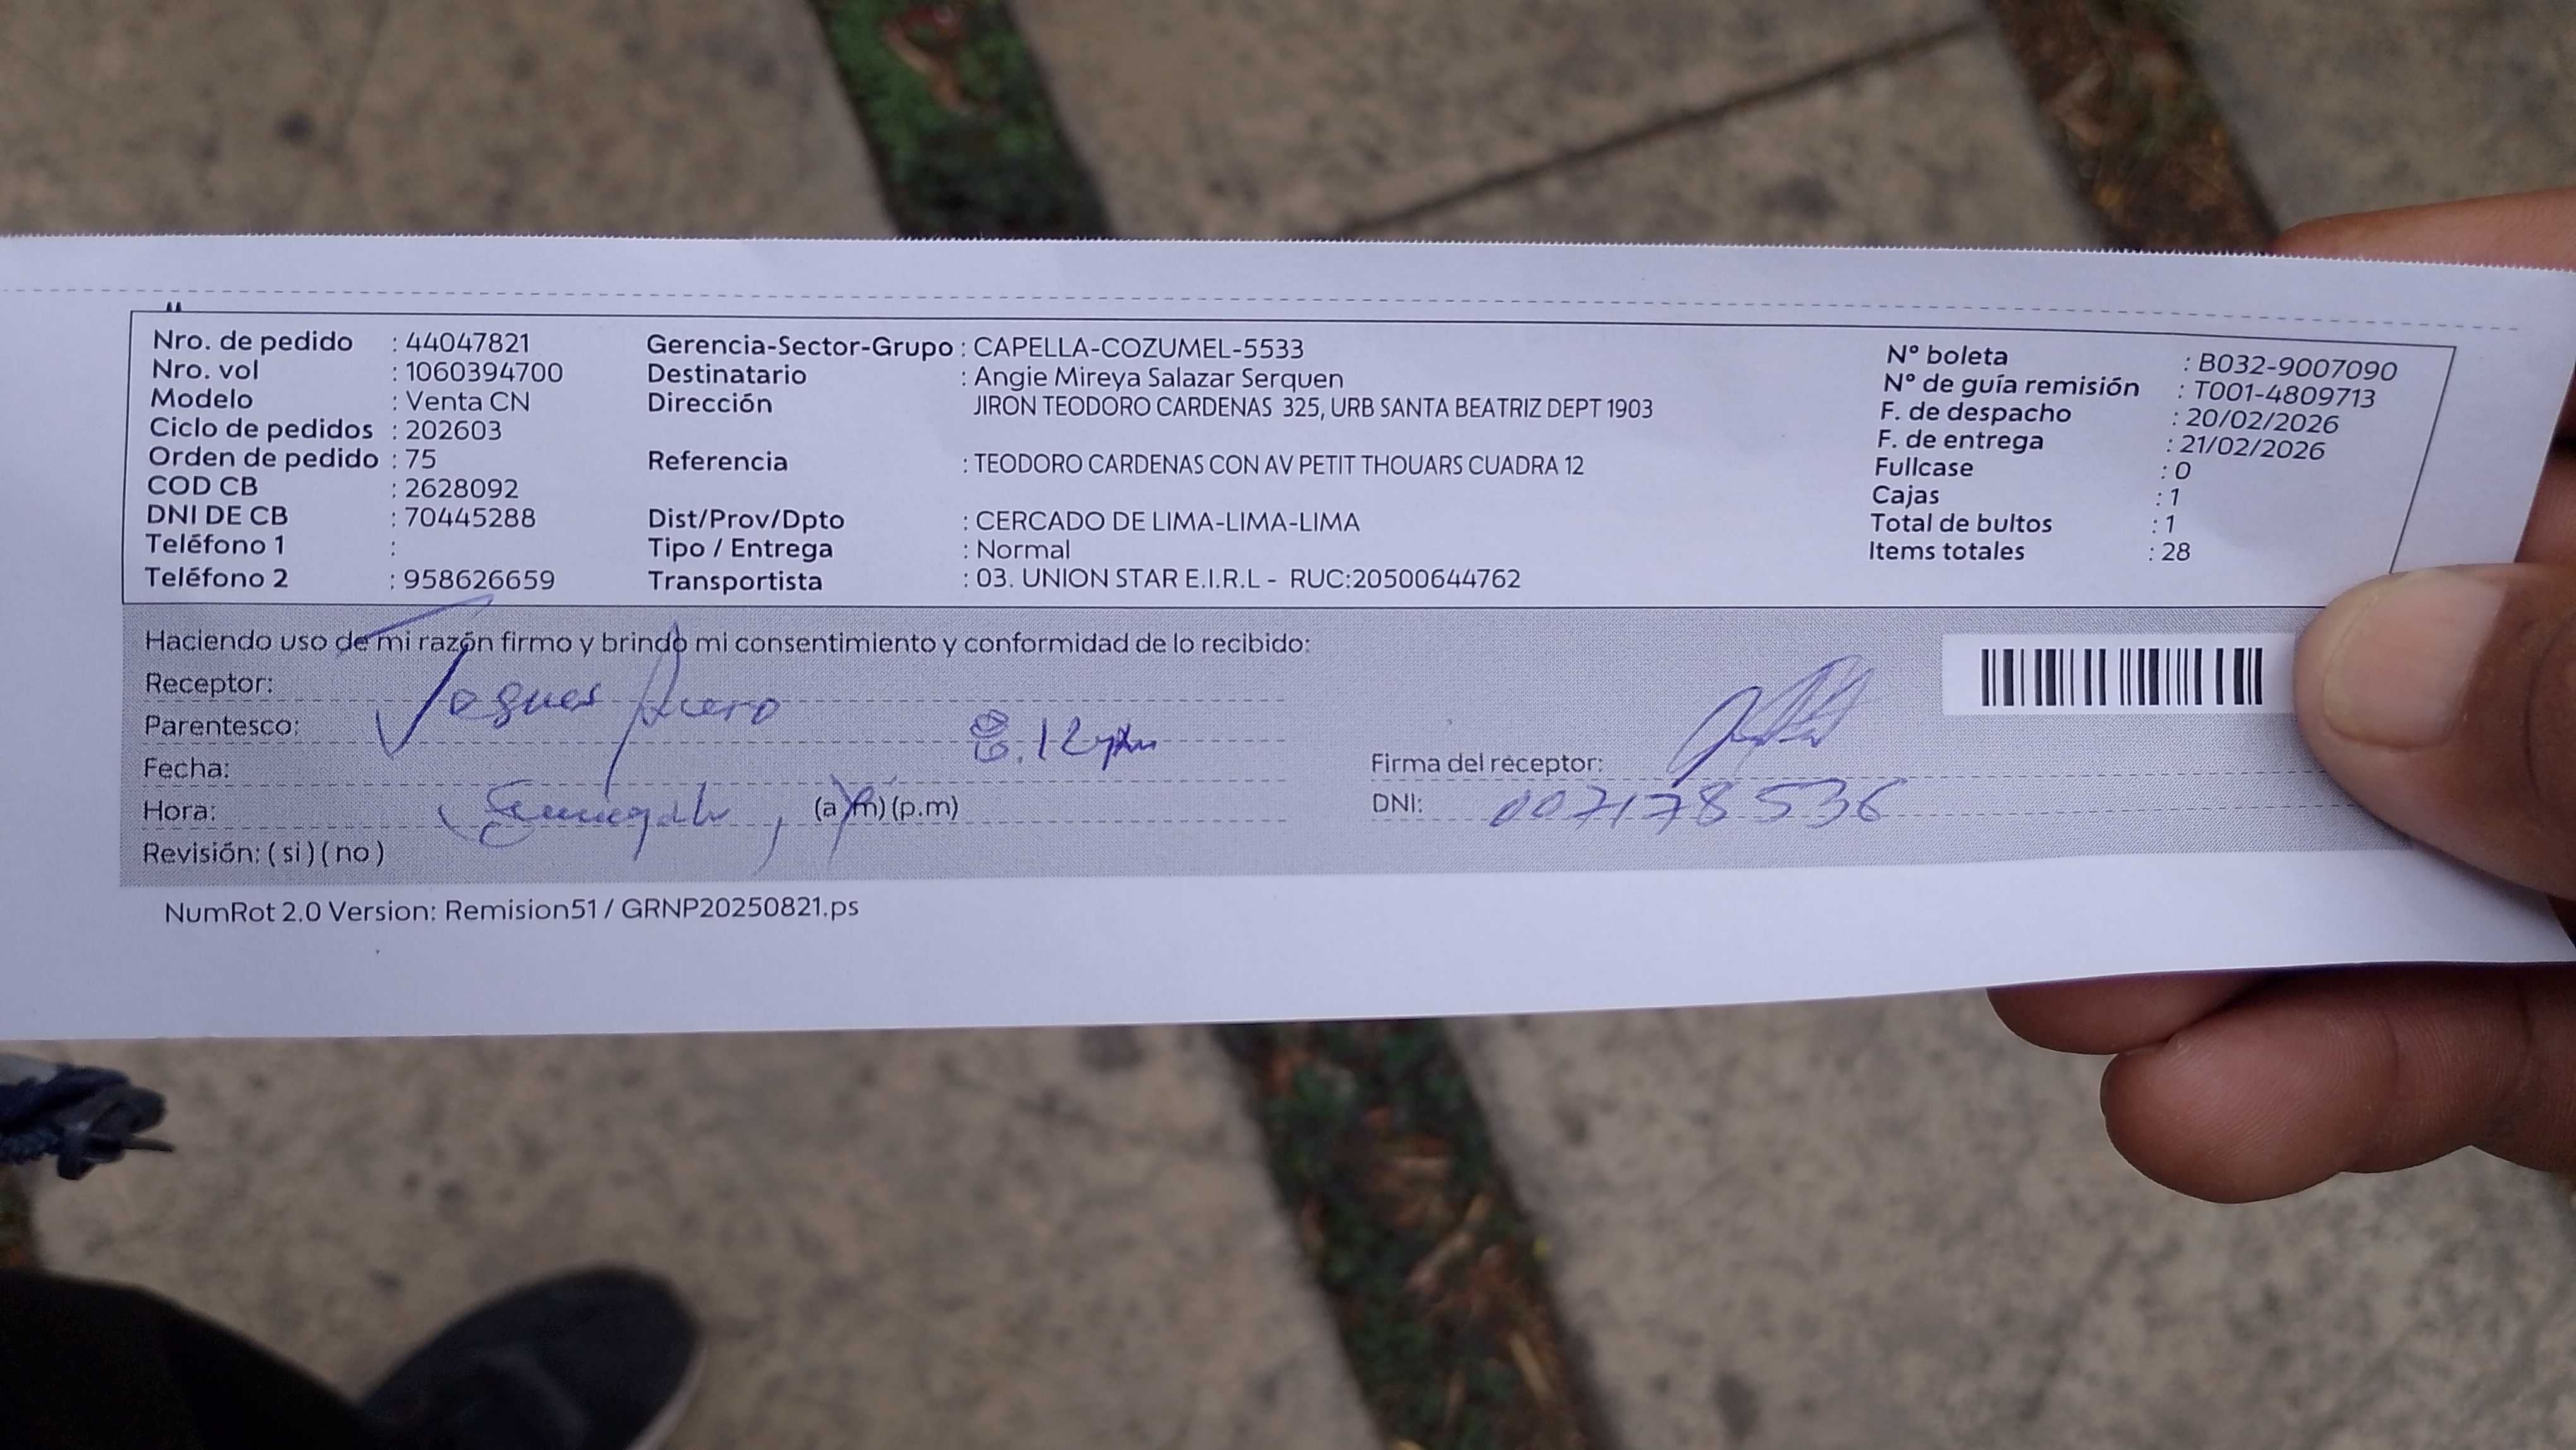 Nro. de pedido : 44047821
Nro. vol : 1060394700
Modelo : Venta CN
Ciclo de pedidos : 202603
Orden de pedido : 75
COD CB : 2628092
DNI DE CB : 70445288
Teléfono 1 :
Teléfono 2 : 958626659
Gerencia-Sector-Grupo : CAPELLA-COZUMEL-5533
Destinatario : Angie Mireya Salazar Serquen
Dirección JIRON TEODORO CARDENAS 325, URB SANTA BEATRIZ DEPT 1903
Referencia : TEODORO CARDENAS CON AV PETIT THOUARS CUADRA 12
Dist/Prov/Dpto : CERCADO DE LIMA-LIMA-LIMA
Tipo / Entrega : Normal
Transportista : 03. UNION STAR E.I.R.L - RUC:20500644762
N° boleta : B032-9007090
N° de guía remisión : T001-4809713
F. de despacho : 20/02/2026
F. de entrega : 21/02/2026
Fullcase : 0
Cajas : 1
Total de bultos : 1
Items totales : 28
Haciendo uso de mi razón firmo y brindo mi consentimiento y conformidad de lo recibido:
Receptor:
Parentesco:
Fecha:
Hora: (a.m) (p.m)
Revisión: ( si ) ( no )
Firma del receptor:
DNI: 007178536
NumRot 2.0 Version: Remision51 / GRNP20250821.ps